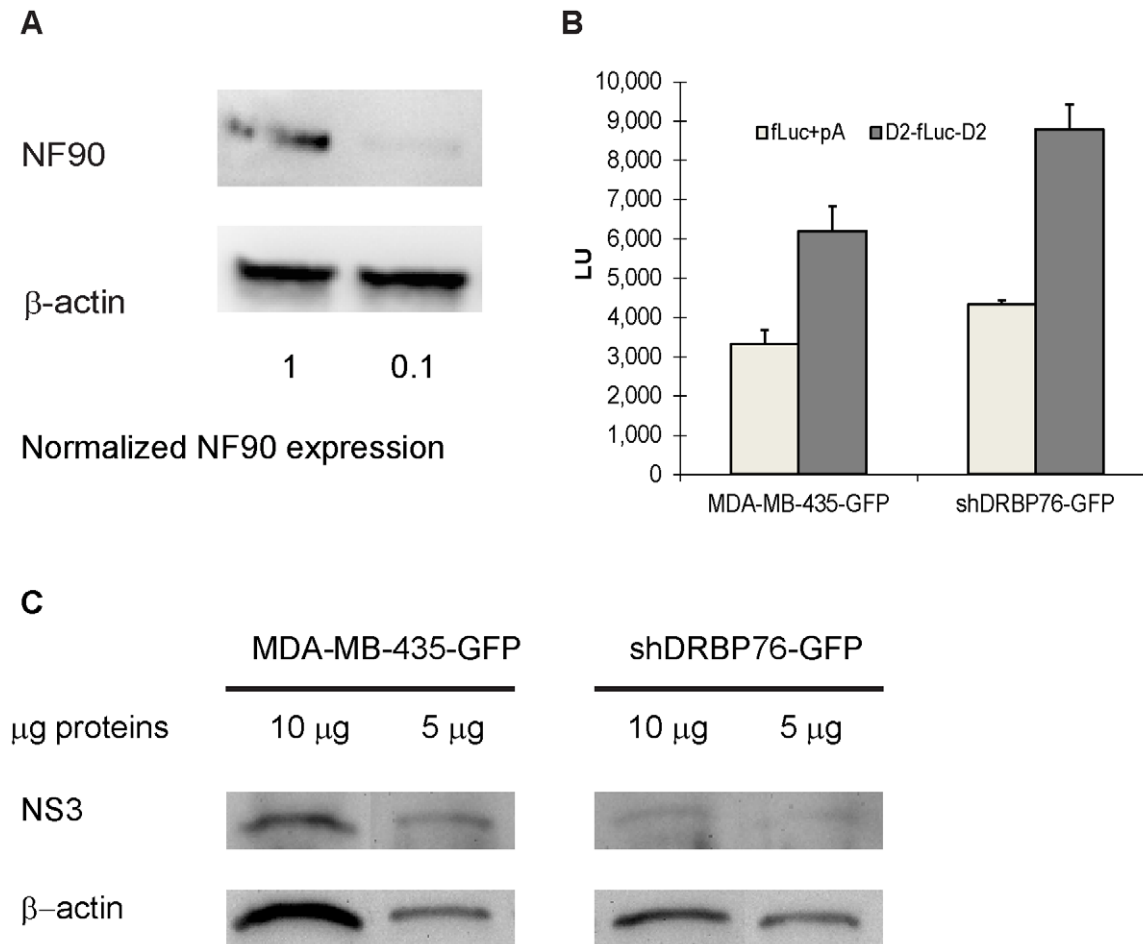 A
NF90
β-actin
1 0.1
Normalized NF90 expression
B
10,000
9,000
8,000
7,000
6,000
5,000
4,000
3,000
2,000
1,000
0
LU
fLuc+pA D2-fLuc-D2
MDA-MB-435-GFP shDRBP76-GFP
C
MDA-MB-435-GFP shDRBP76-GFP
μg proteins 10 μg 5 μg 10 μg 5 μg
NS3
β–actin